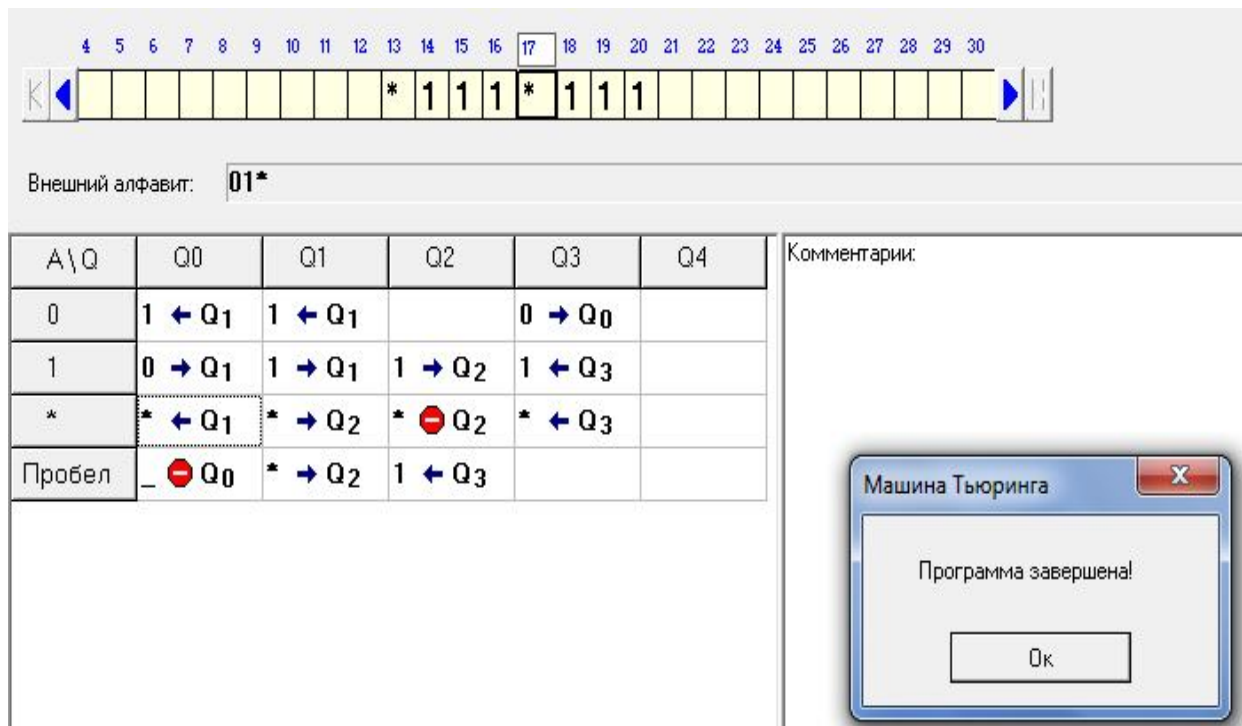 4 5 6 7 8 9 10 11 12 13 14 15 16 17 18 19 20 21 22 23 24 25 26 27 28 29 30
* 1 1 1 * 1 1 1
Внешний алфавит: 01*
A\Q Q0 Q1 Q2 Q3 Q4
0 1 ← Q1 1 ← Q1 0 → Q0
1 0 → Q1 1 → Q1 1 → Q2 1 ← Q3
* * ← Q1 * → Q2 * Q2 * ← Q3
Пробел _ Q0 * → Q2 1 ← Q3
Комментарии:
Машина Тьюринга
Программа завершена!
Ок